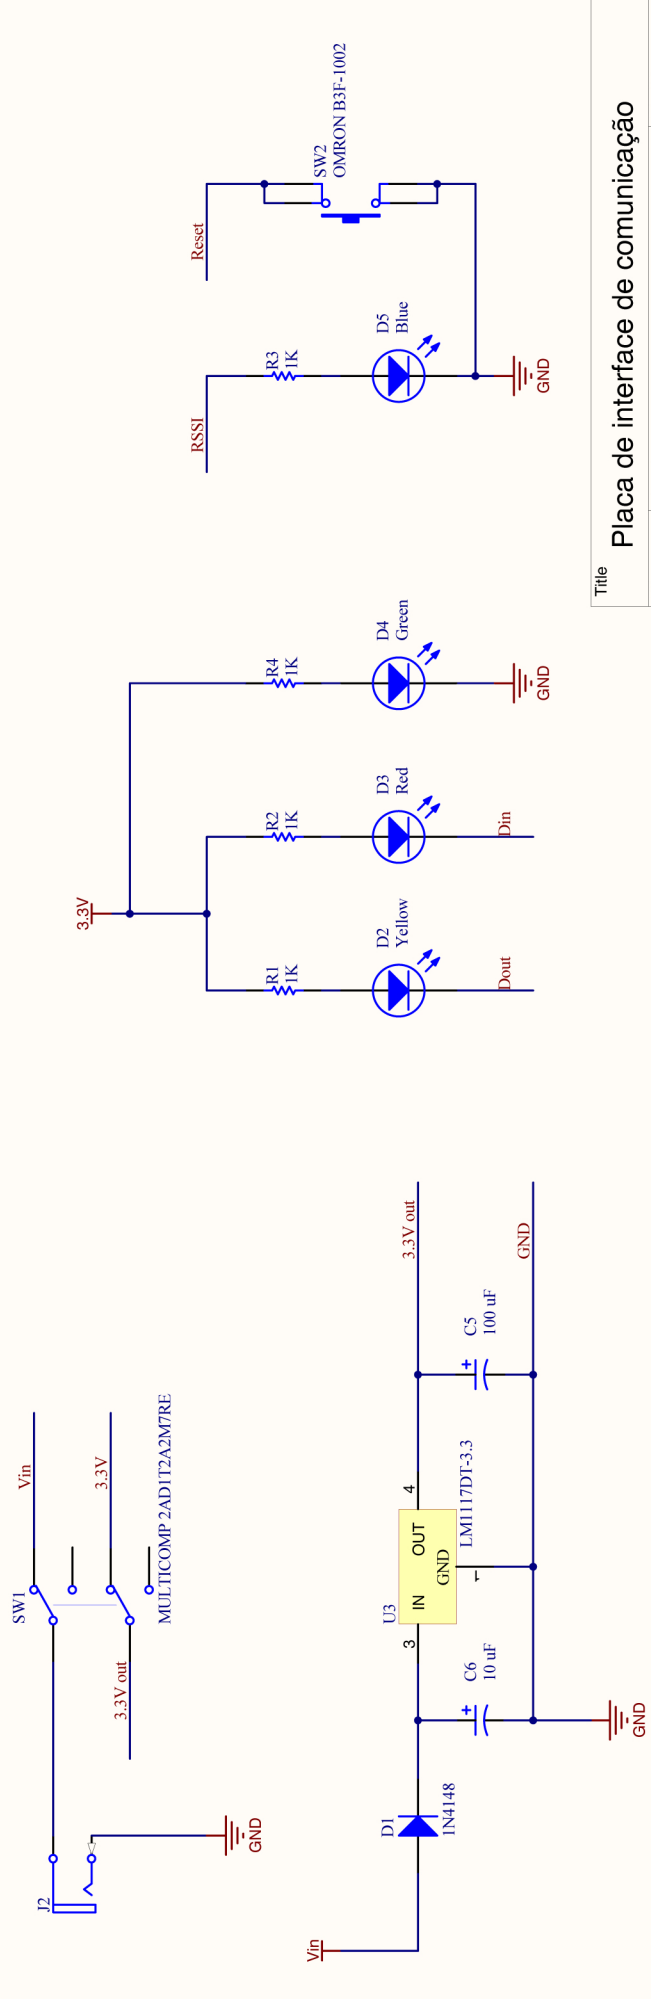 J2
GND
SW1
Vin
3.3V
3.3V out
MULTICOMP 2AD1T2A2M7RE
Vin
D1
1N4148
C6
10 uF
U3
3
IN
OUT
4
GND
1
LM1117DT-3.3
C5
100 uF
3.3V out
GND
GND
3.3V
R1
1K
D2
Yellow
Dout
R2
1K
D3
Red
Din
R4
1K
D4
Green
GND
RSSI
R3
1K
D5
Blue
GND
Reset
SW2
OMRON B3F-1002
Title
Placa de interface de comunicação